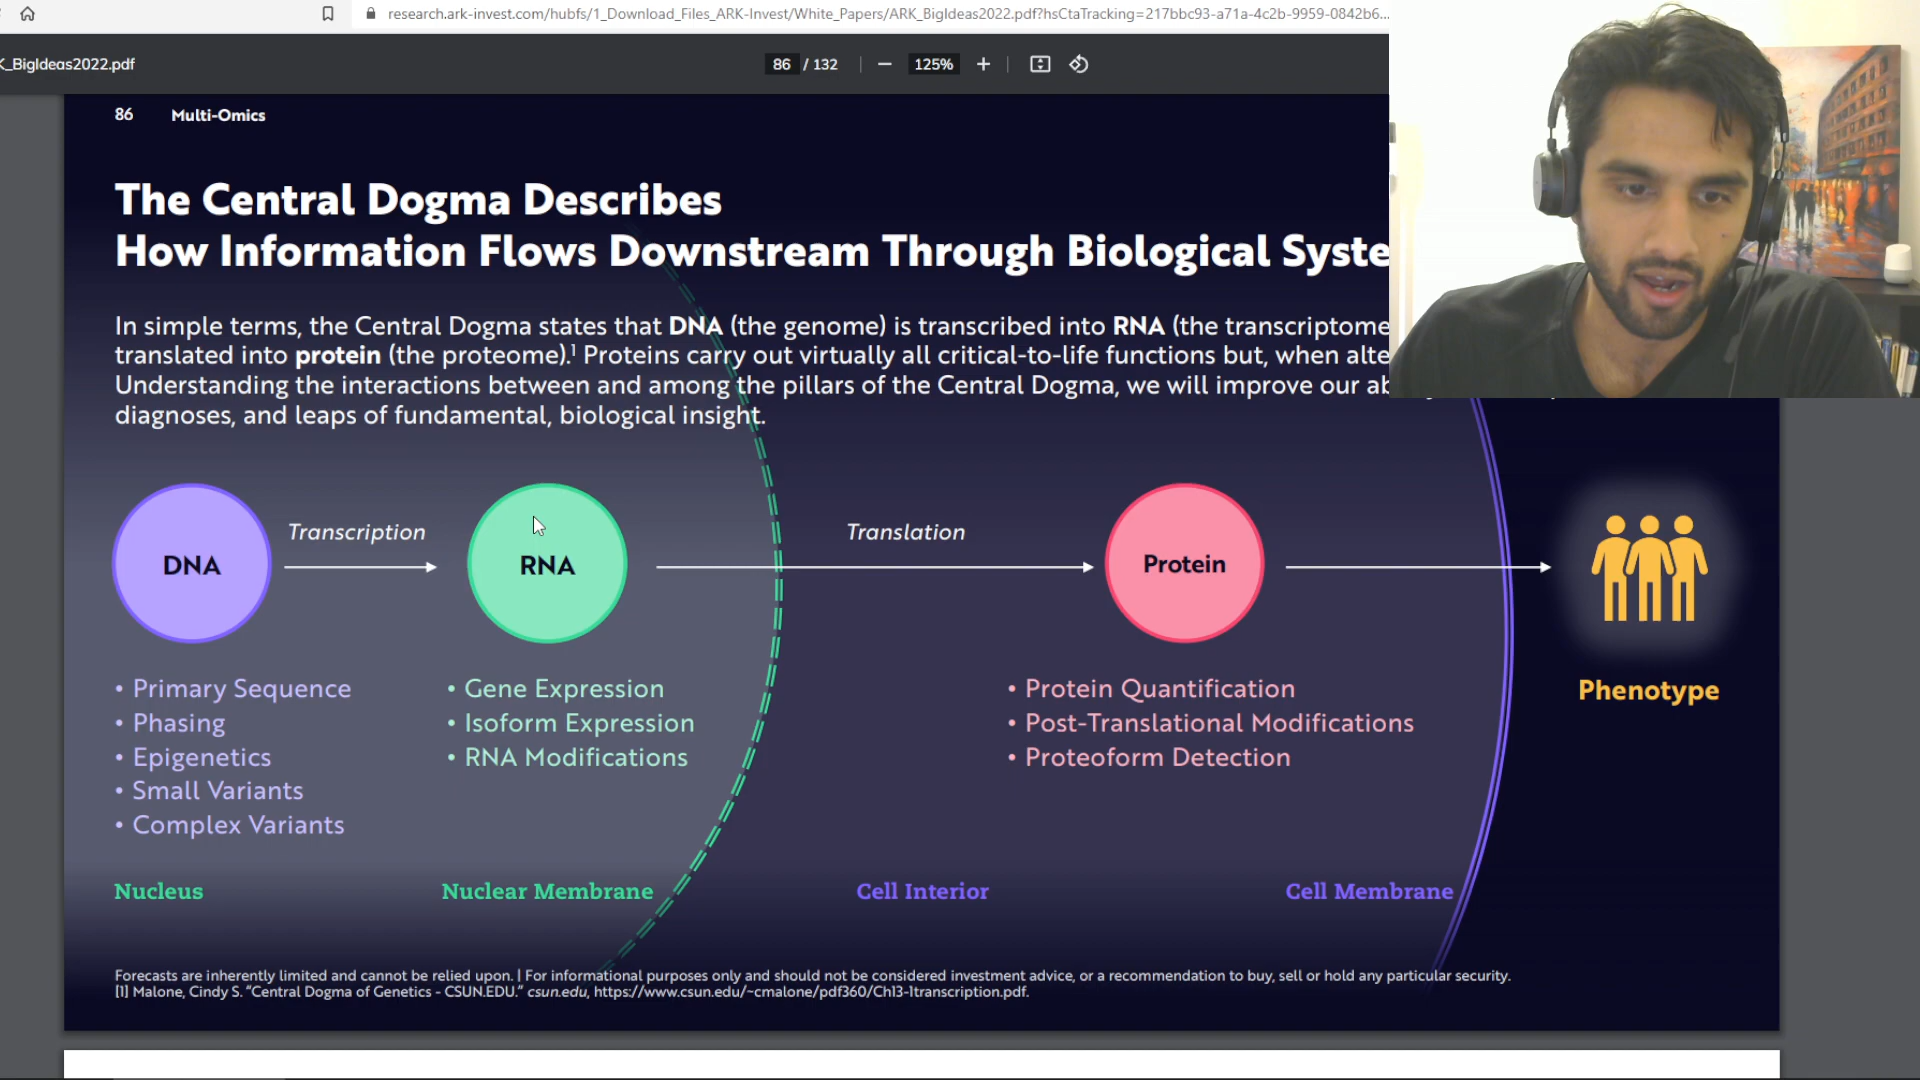 research.ark-invest.com/hubfs/1_Download_Files_ARK-Invest/White_Papers/ARK_BigIdeas2022.pdf?hsCtaTracking=217bbc93-a71a-4c2b-9959-0842b6...
K_BigIdeas2022.pdf
86 / 132
125%
86 Multi-Omics
The Central Dogma Describes
How Information Flows Downstream Through Biological Syste
In simple terms, the Central Dogma states that DNA (the genome) is transcribed into RNA (the transcriptome
translated into protein (the proteome).¹ Proteins carry out virtually all critical-to-life functions but, when alte
Understanding the interactions between and among the pillars of the Central Dogma, we will improve our ab
diagnoses, and leaps of fundamental, biological insight.
DNA
Transcription
RNA
Translation
Protein
Phenotype
• Primary Sequence
• Phasing
• Epigenetics
• Small Variants
• Complex Variants
• Gene Expression
• Isoform Expression
• RNA Modifications
• Protein Quantification
• Post-Translational Modifications
• Proteoform Detection
Nucleus
Nuclear Membrane
Cell Interior
Cell Membrane
Forecasts are inherently limited and cannot be relied upon. | For informational purposes only and should not be considered investment advice, or a recommendation to buy, sell or hold any particular security.
[1] Malone, Cindy S. "Central Dogma of Genetics - CSUN.EDU." csun.edu, https://www.csun.edu/~cmalone/pdf360/Ch13-1transcription.pdf.